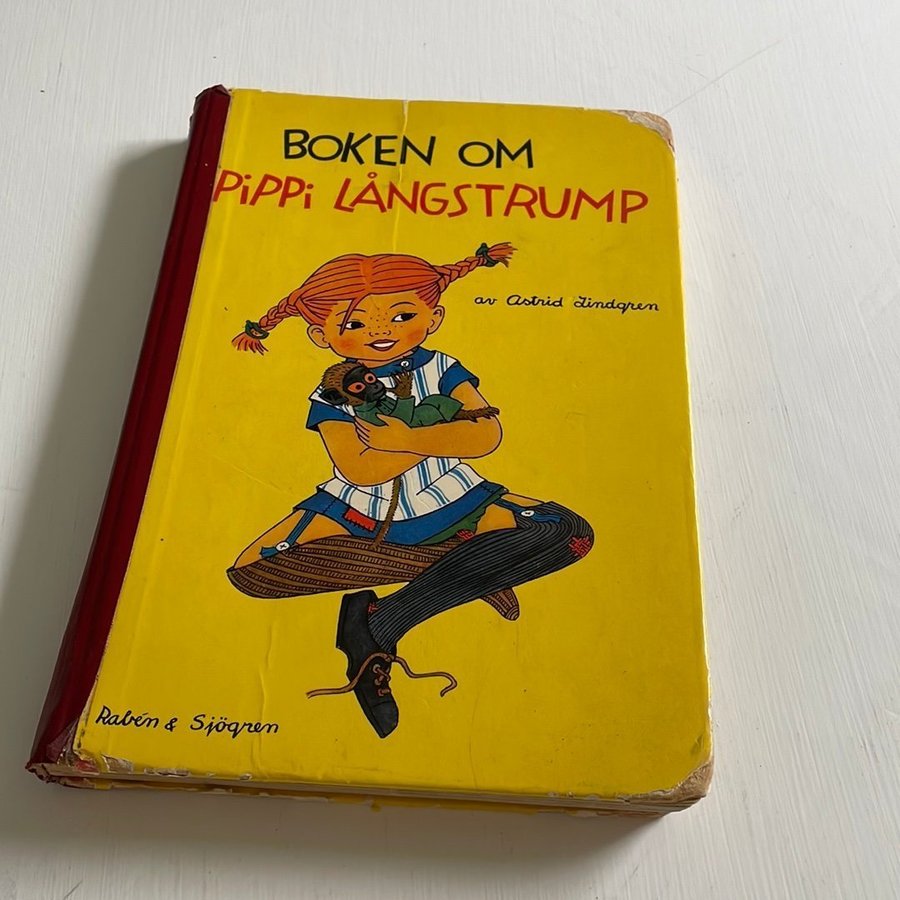 BOKEN OM
PiPPi LÅNGSTRUMP
av Astrid Lindgren
Rabén & Sjögren